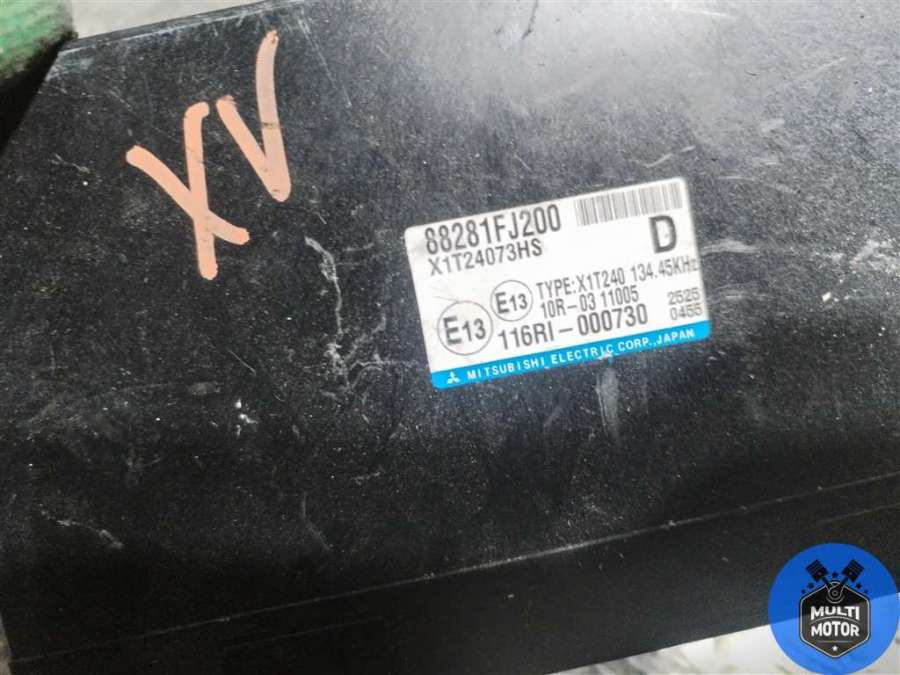 XV
88281FJ200
X1T24073HS
D
TYPE:X1T240 134.45KHz
E13
10R-03 11005
2525
E13
116RI-000730
0455
MITSUBISHI ELECTRIC CORP., JAPAN
MULTI
MOTOR